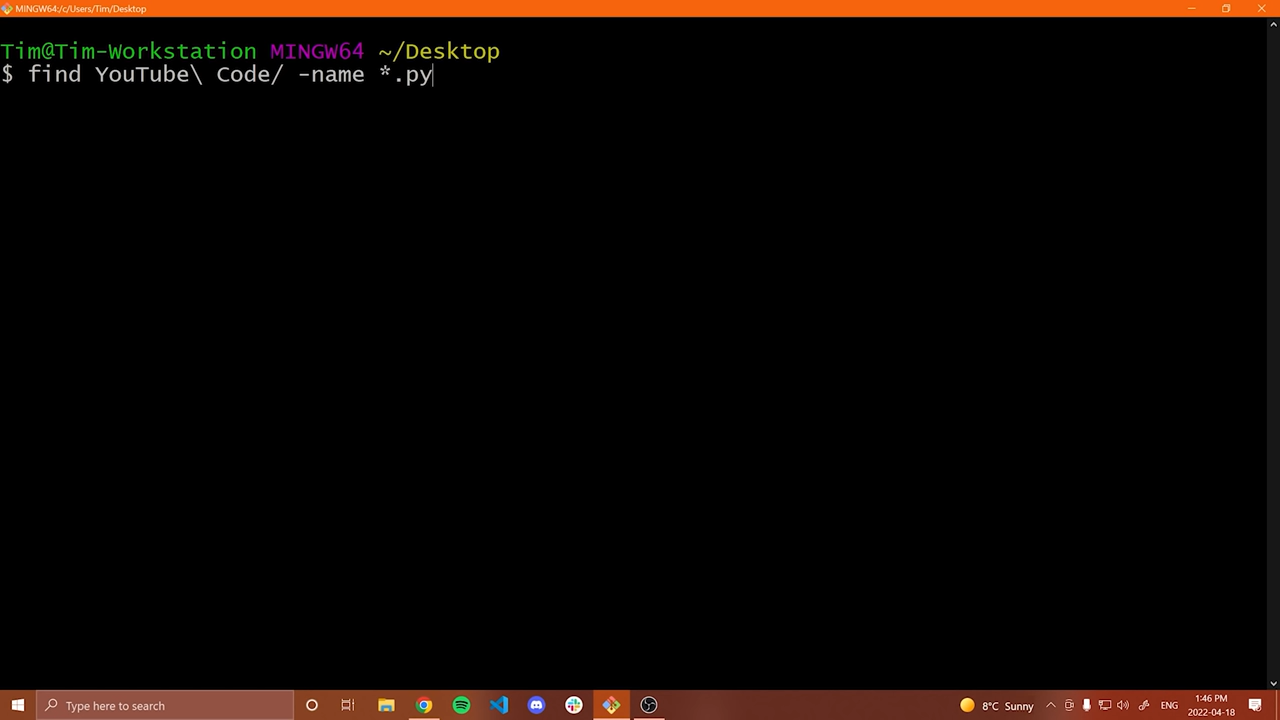 MINGW64:/c/Users/Tim/Desktop
Tim@Tim-Workstation MINGW64 ~/Desktop
$ find YouTube\ Code/ -name *.py
Type here to search
8°C Sunny
ENG
1:46 PM
2022-04-18